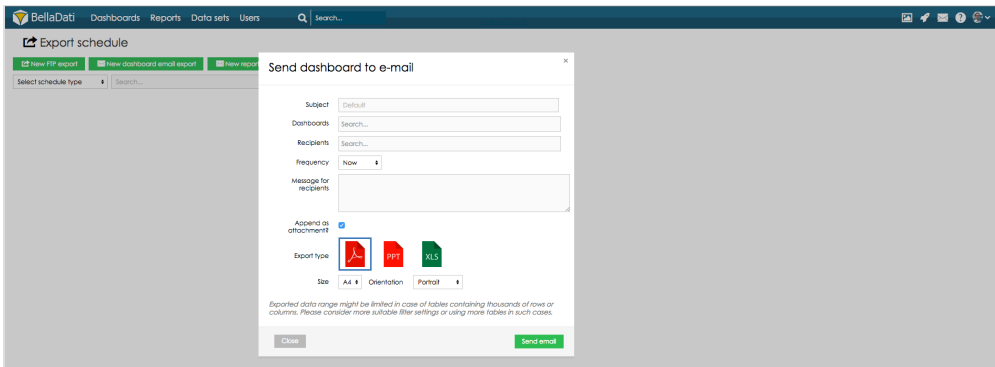 BellaDati Dashboards Reports Data sets Users Search...
Export schedule
New FTP export New dashboard email export New report
Select schedule type Search...
Send dashboard to e-mail ×
Subject Default
Dashboards Search...
Recipients Search...
Frequency Now
Message for
recipients
Append as
attachment?
Export type PPT XLS
Size A4 Orientation Portrait
Exported data range might be limited in case of tables containing thousands of rows or
columns. Please consider more suitable filter settings or using more tables in such cases.
Close Send email